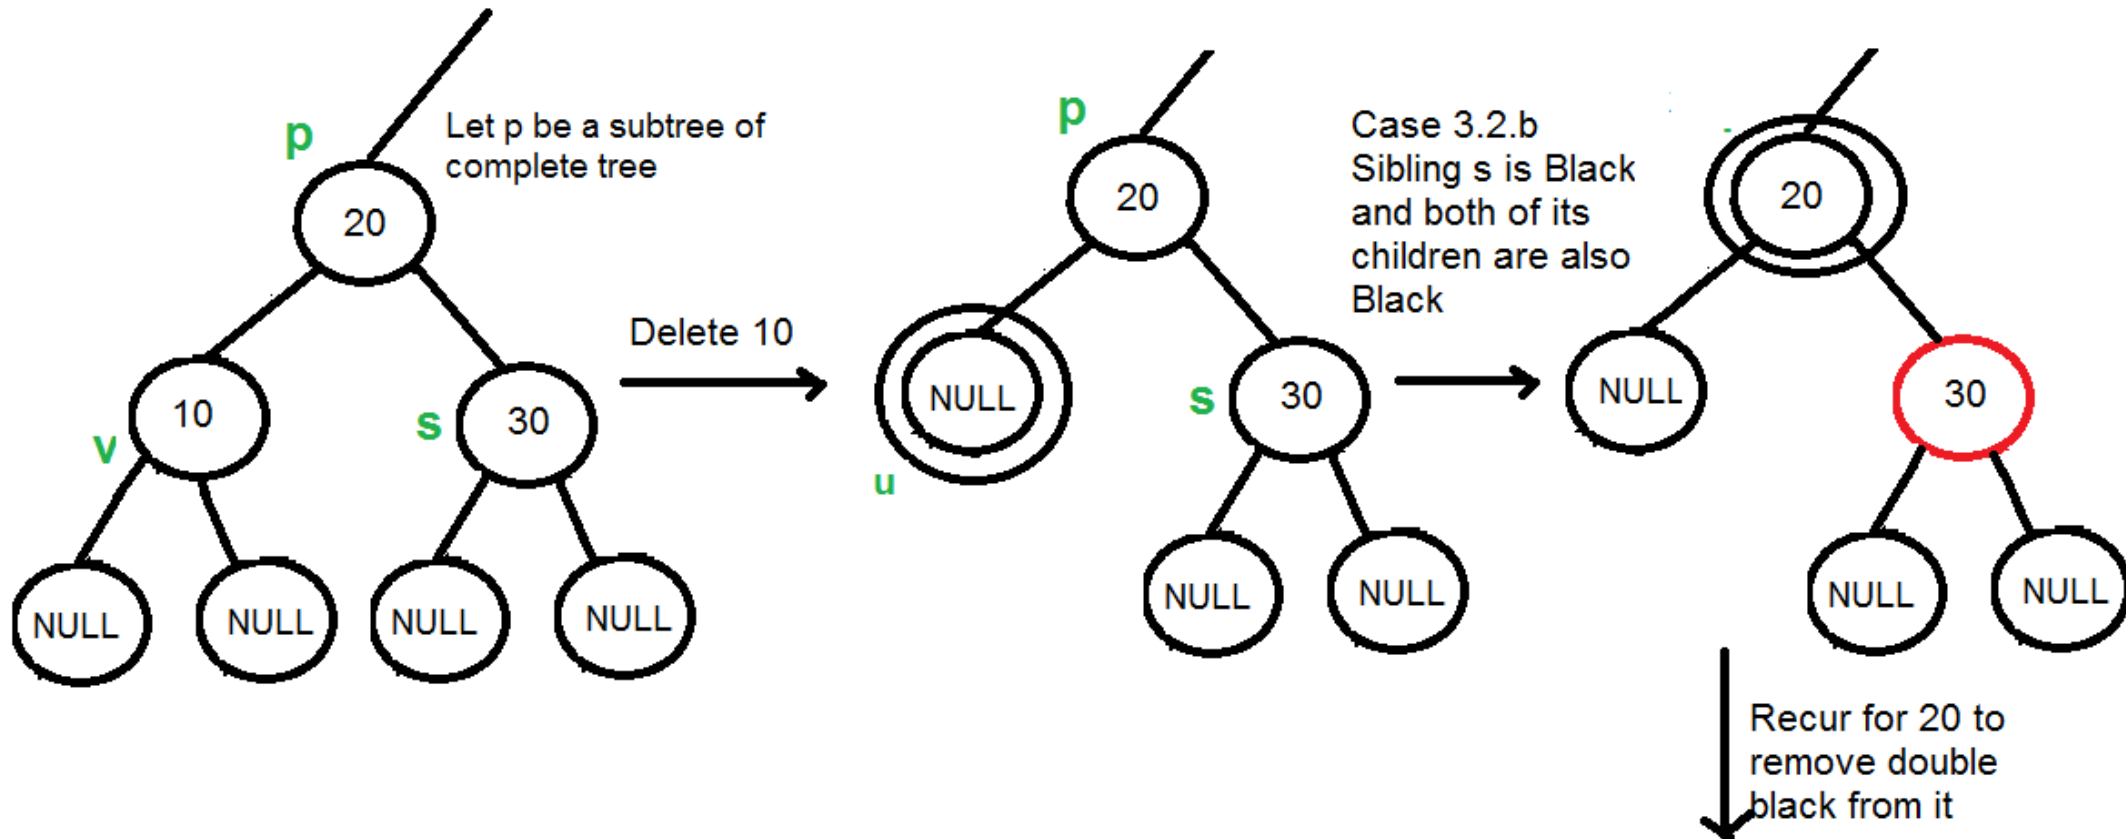 p
Let p be a subtree of
complete tree
20
10
v
s
30
NULL
NULL
NULL
NULL
Delete 10
p
20
NULL
u
s
30
NULL
NULL
Case 3.2.b
Sibling s is Black
and both of its
children are also
Black
20
NULL
30
NULL
NULL
Recur for 20 to
remove double
black from it